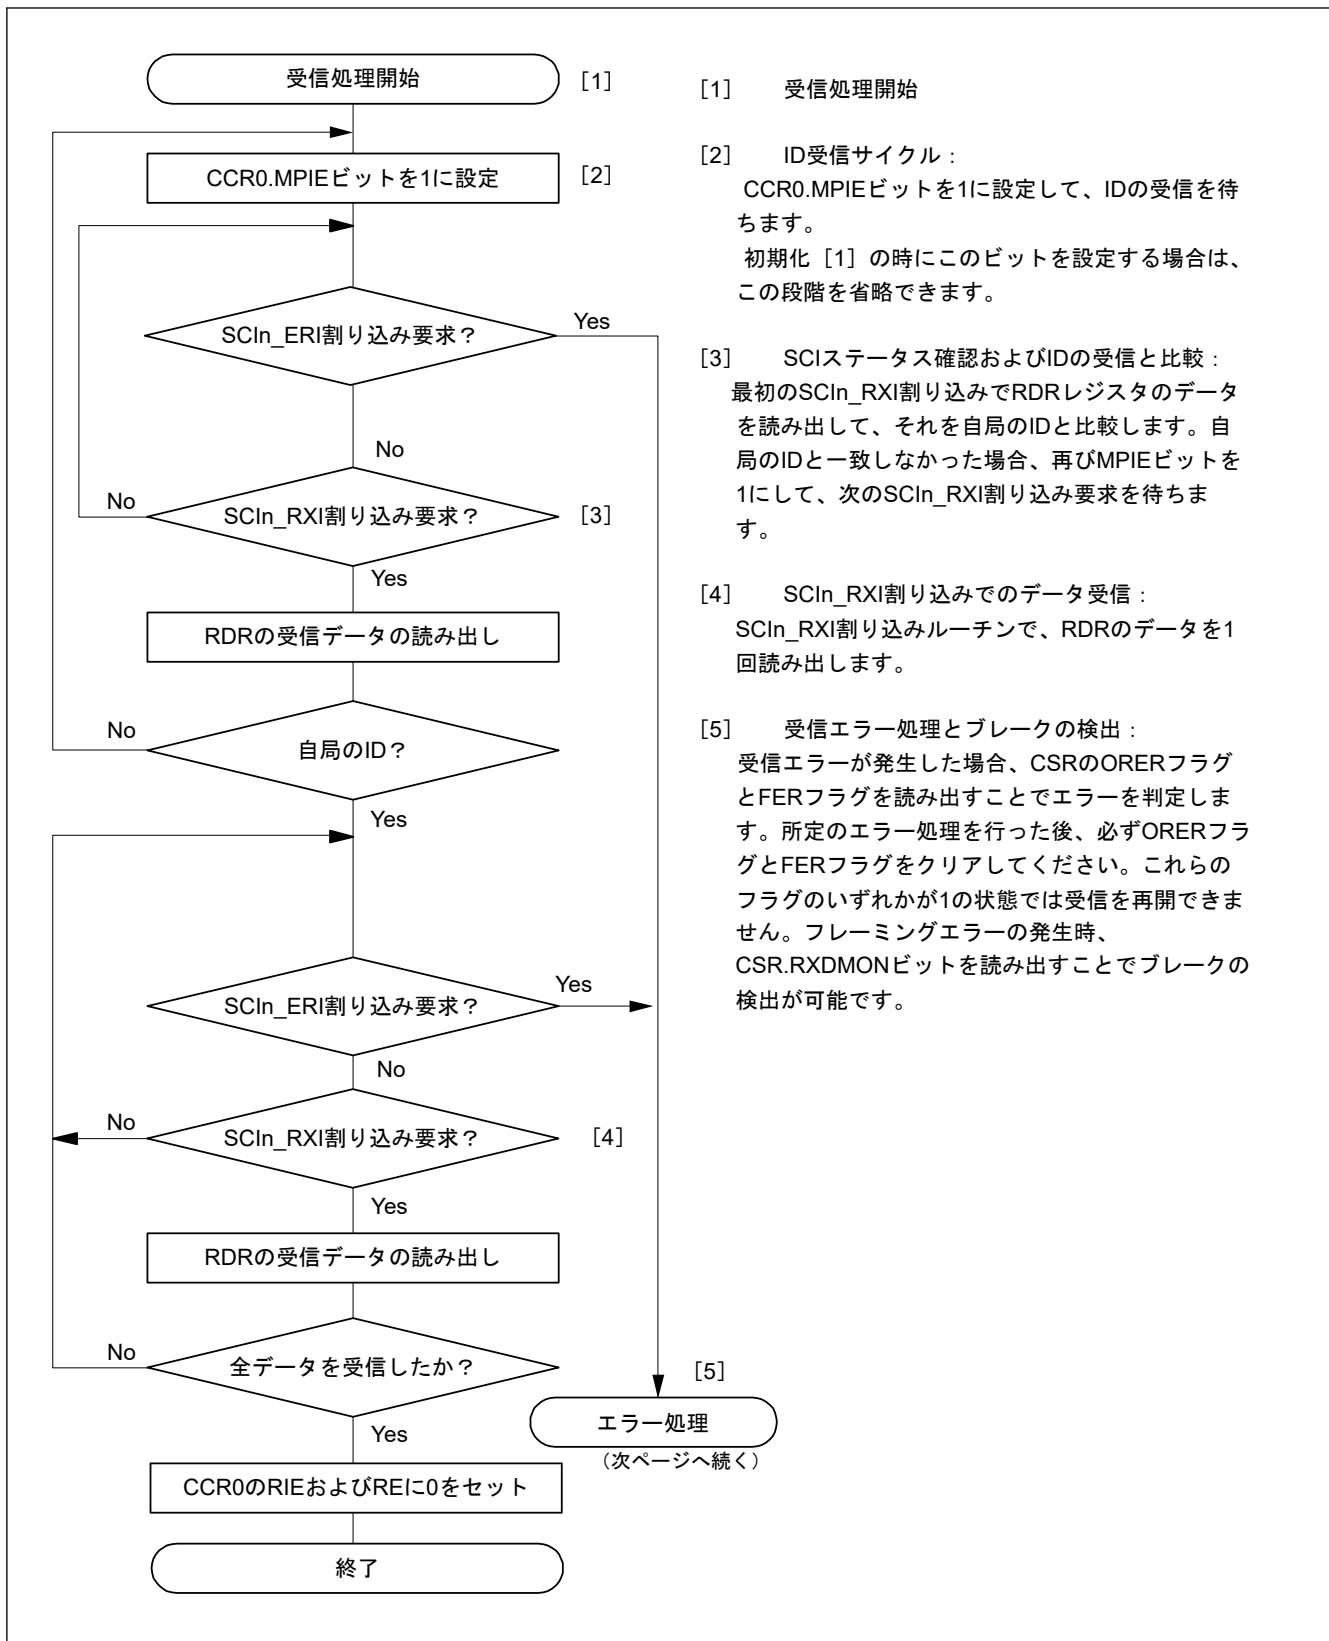 受信処理開始 [1]
CCR0.MPIEビットを1に設定 [2]
SCIn_ERI割り込み要求？
Yes
No
No
SCIn_RXI割り込み要求？ [3]
Yes
RDRの受信データの読み出し
No
自局のID？
Yes
SCIn_ERI割り込み要求？
Yes
No
No
SCIn_RXI割り込み要求？ [4]
Yes
RDRの受信データの読み出し
No
全データを受信したか？
Yes
[5]
エラー処理
（次ページへ続く）
CCR0のRIEおよびREに0をセット
終了
[1] 受信処理開始
[2] ID受信サイクル：
CCR0.MPIEビットを1に設定して、IDの受信を待
ちます。
初期化［1］の時にこのビットを設定する場合は、
この段階を省略できます。
[3] SCIステータス確認およびIDの受信と比較：
最初のSCIn_RXI割り込みでRDRレジスタのデータ
を読み出して、それを自局のIDと比較します。自
局のIDと一致しなかった場合、再びMPIEビットを
1にして、次のSCIn_RXI割り込み要求を待ちま
す。
[4] SCIn_RXI割り込みでのデータ受信：
SCIn_RXI割り込みルーチンで、RDRのデータを1
回読み出します。
[5] 受信エラー処理とブレークの検出：
受信エラーが発生した場合、CSRのORERフラグ
とFERフラグを読み出すことでエラーを判定しま
す。所定のエラー処理を行った後、必ずORERフラ
グとFERフラグをクリアしてください。これらの
フラグのいずれかが1の状態では受信を再開できま
せん。フレーミングエラーの発生時、
CSR.RXDMONビットを読み出すことでブレークの
検出が可能です。